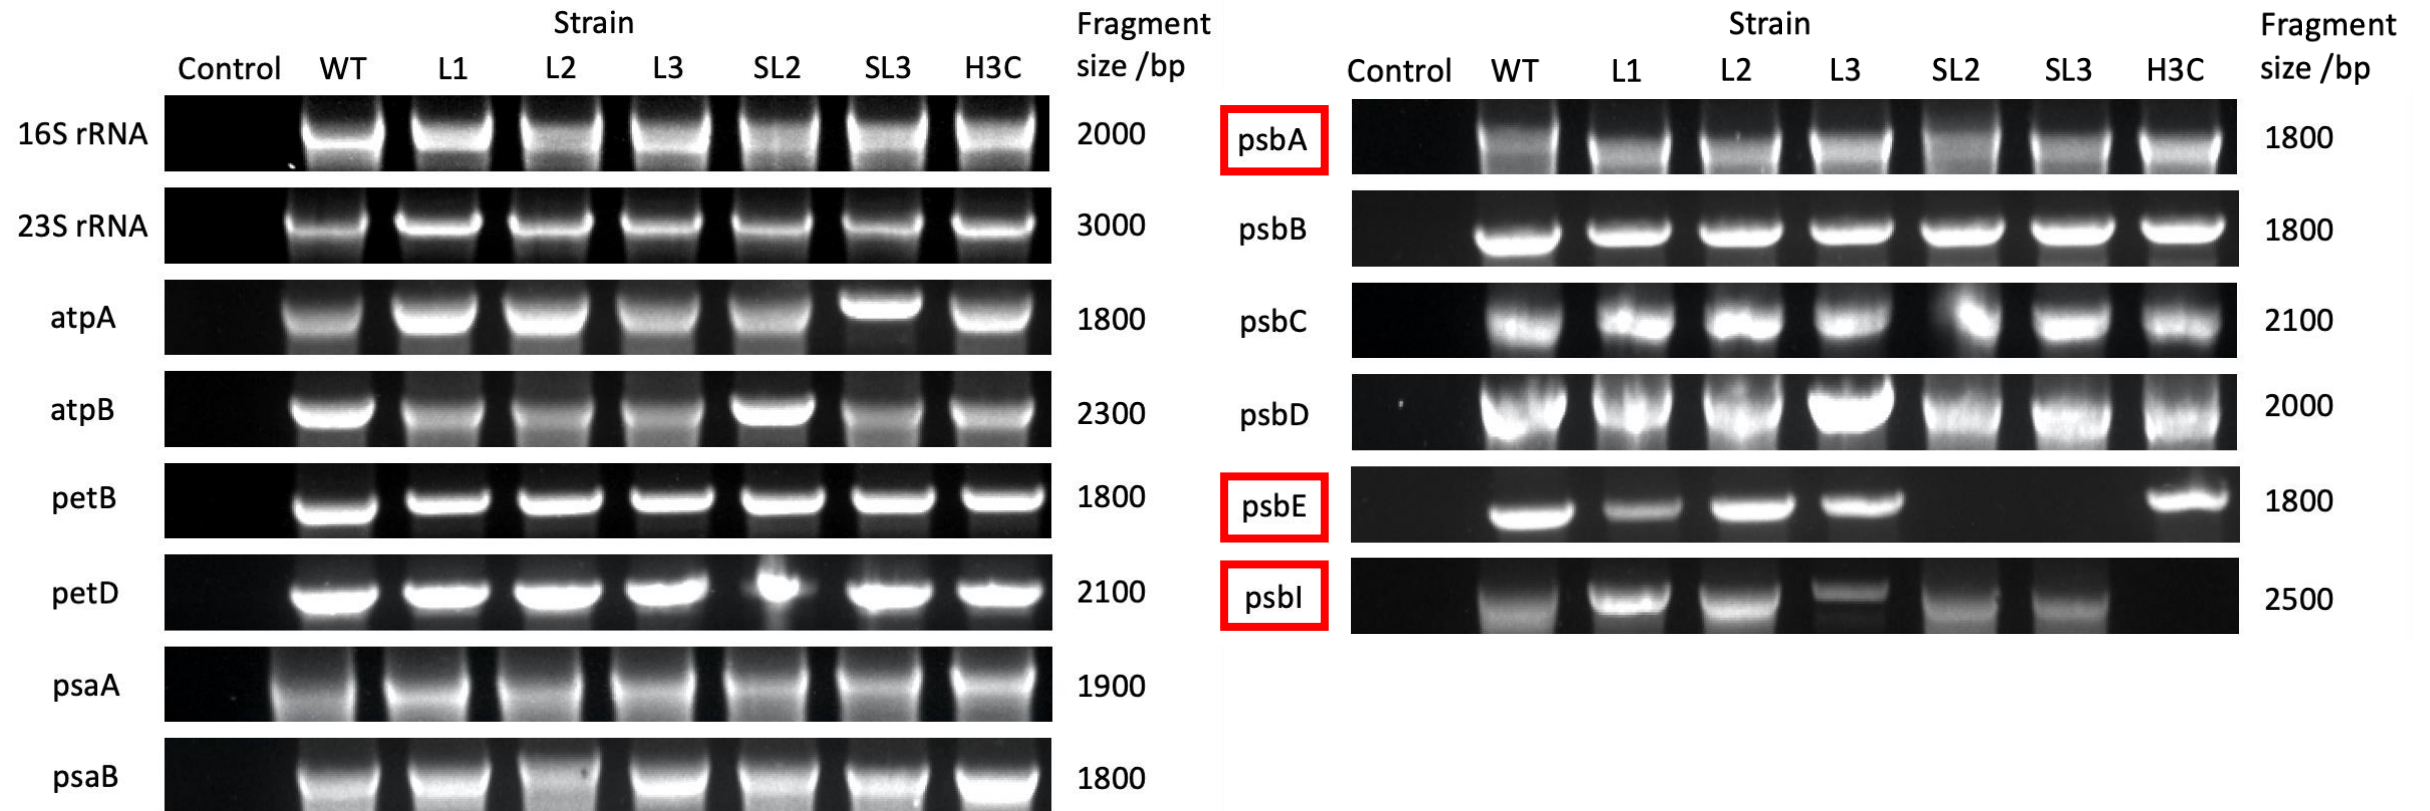 Strain
Fragment
size /bp
Control WT L1 L2 L3 SL2 SL3 H3C
16S rRNA 2000
23S rRNA 3000
atpA 1800
atpB 2300
petB 1800
petD 2100
psaA 1900
psaB 1800
Strain
Fragment
size /bp
Control WT L1 L2 L3 SL2 SL3 H3C
psbA 1800
psbB 1800
psbC 2100
psbD 2000
psbE 1800
psbI 2500